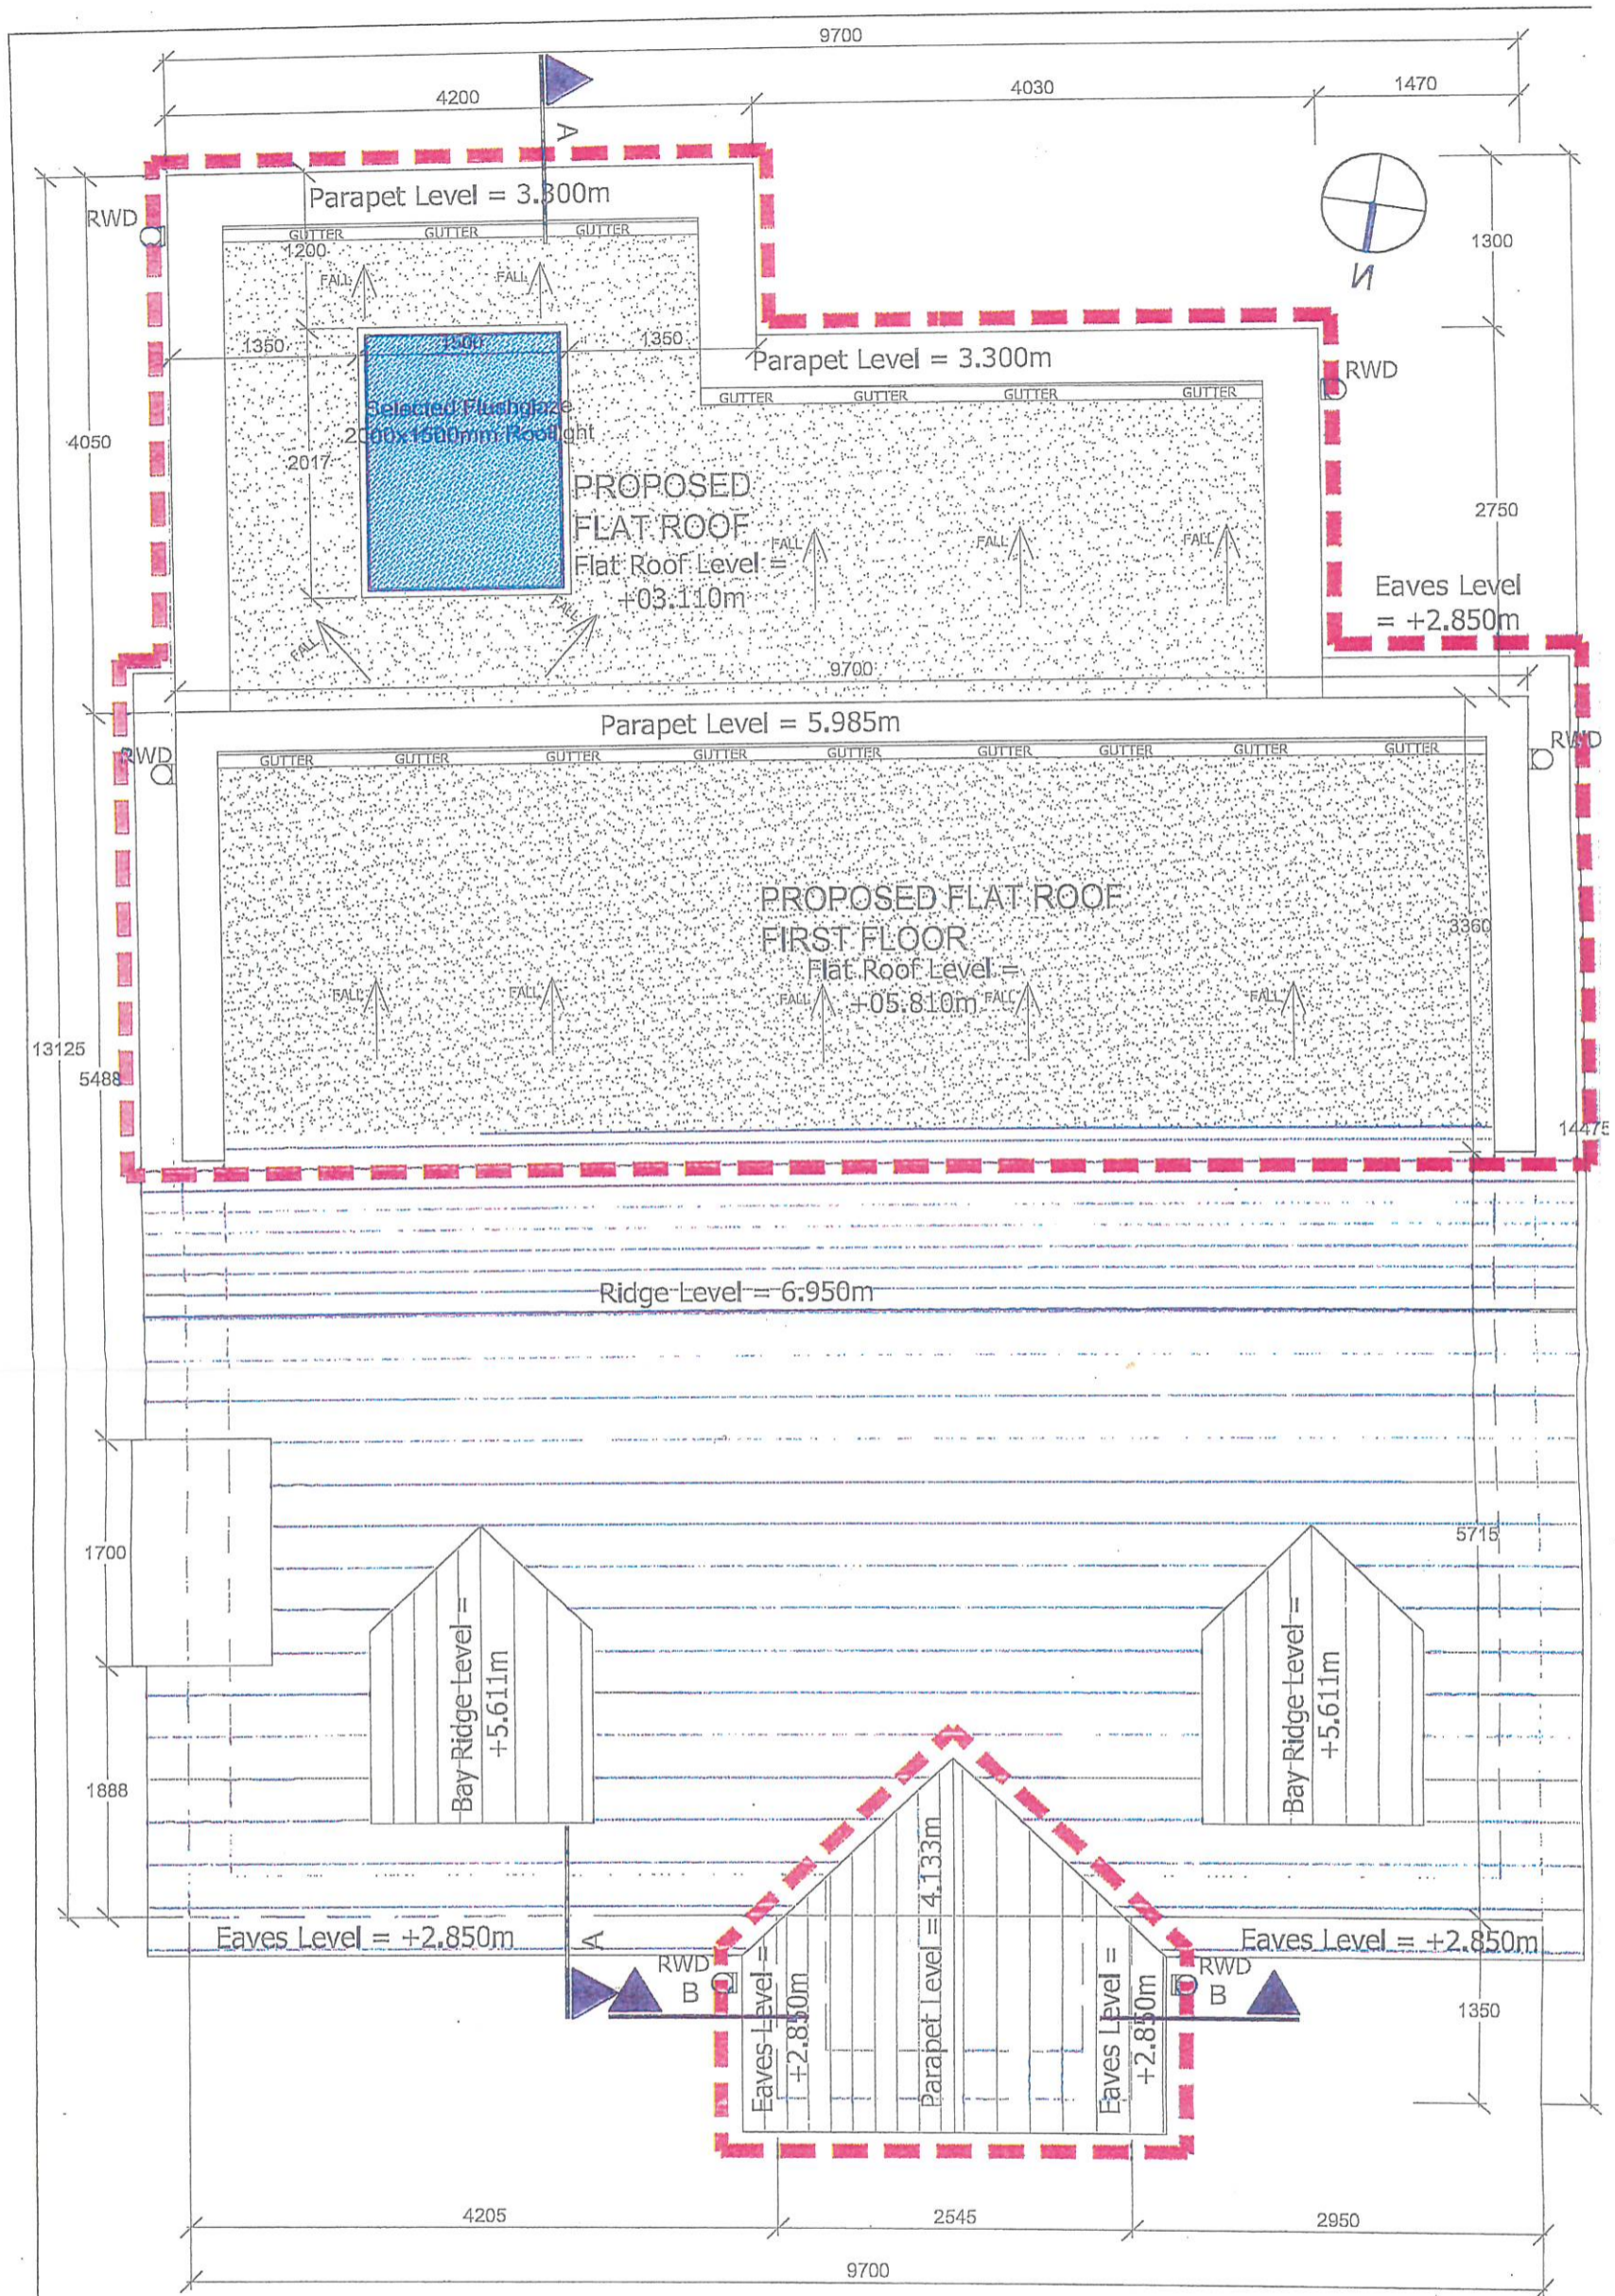 9700
4200
4030
1470
A
Parapet Level = 3.300m
RWD
GUTTER GUTTER GUTTER
1200
FALL FALL
N
1300
1350
1500
1350
Parapet Level = 3.300m
RWD
GUTTER GUTTER GUTTER GUTTER
Selected Flushglaze
2000x1500mm Rooflight
4050
2017
PROPOSED
FLAT ROOF
Flat Roof Level =
+03.110m
FALL FALL FALL
2750
Eaves Level
= +2.850m
FALL FALL
9700
Parapet Level = 5.985m
RWD
RWD
GUTTER GUTTER GUTTER GUTTER GUTTER GUTTER GUTTER GUTTER GUTTER
PROPOSED FLAT ROOF
FIRST FLOOR
Flat Roof Level =
+05.810m
3360
FALL FALL FALL FALL FALL
13125
5488
14475
Ridge Level = 6.950m
1700
5715
Bay Ridge Level =
+5.611m
Bay Ridge Level =
+5.611m
1888
Parapet Level = 4.133m
Eaves Level = +2.850m
A
Eaves Level = +2.850m
RWD
B
Eaves Level =
+2.850m
Eaves Level =
+2.850m
RWD
B
1350
4205
2545
2950
9700